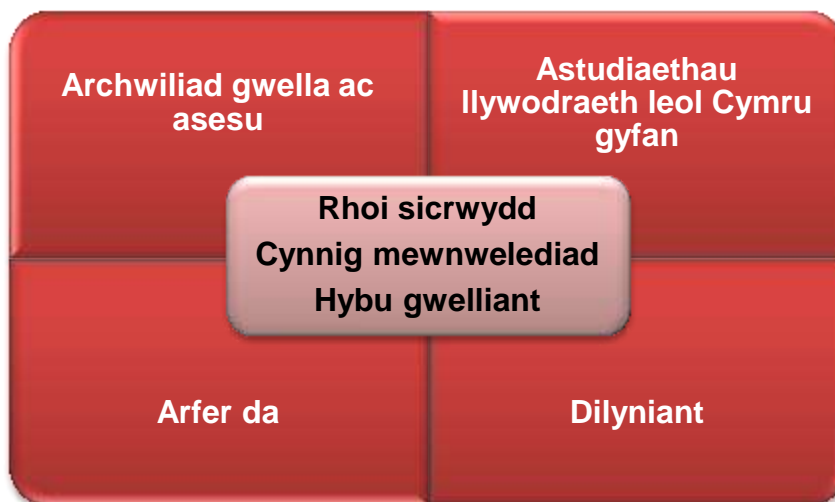 Archwiliad gwella ac
asesu
Astudiaethau
llywodraeth leol Cymru
gyfan
Rhoi sicrwydd
Cynnig mewnwelediad
Hybu gwelliant
Arfer da
Dilyniant